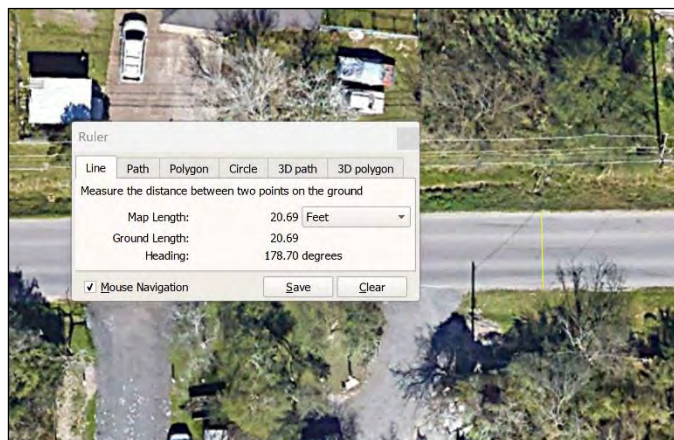 Ruler
Line Path Polygon Circle 3D path 3D polygon
Measure the distance between two points on the ground
Map Length: 20.69 Feet
Ground Length: 20.69
Heading: 178.70 degrees
Mouse Navigation Save Clear